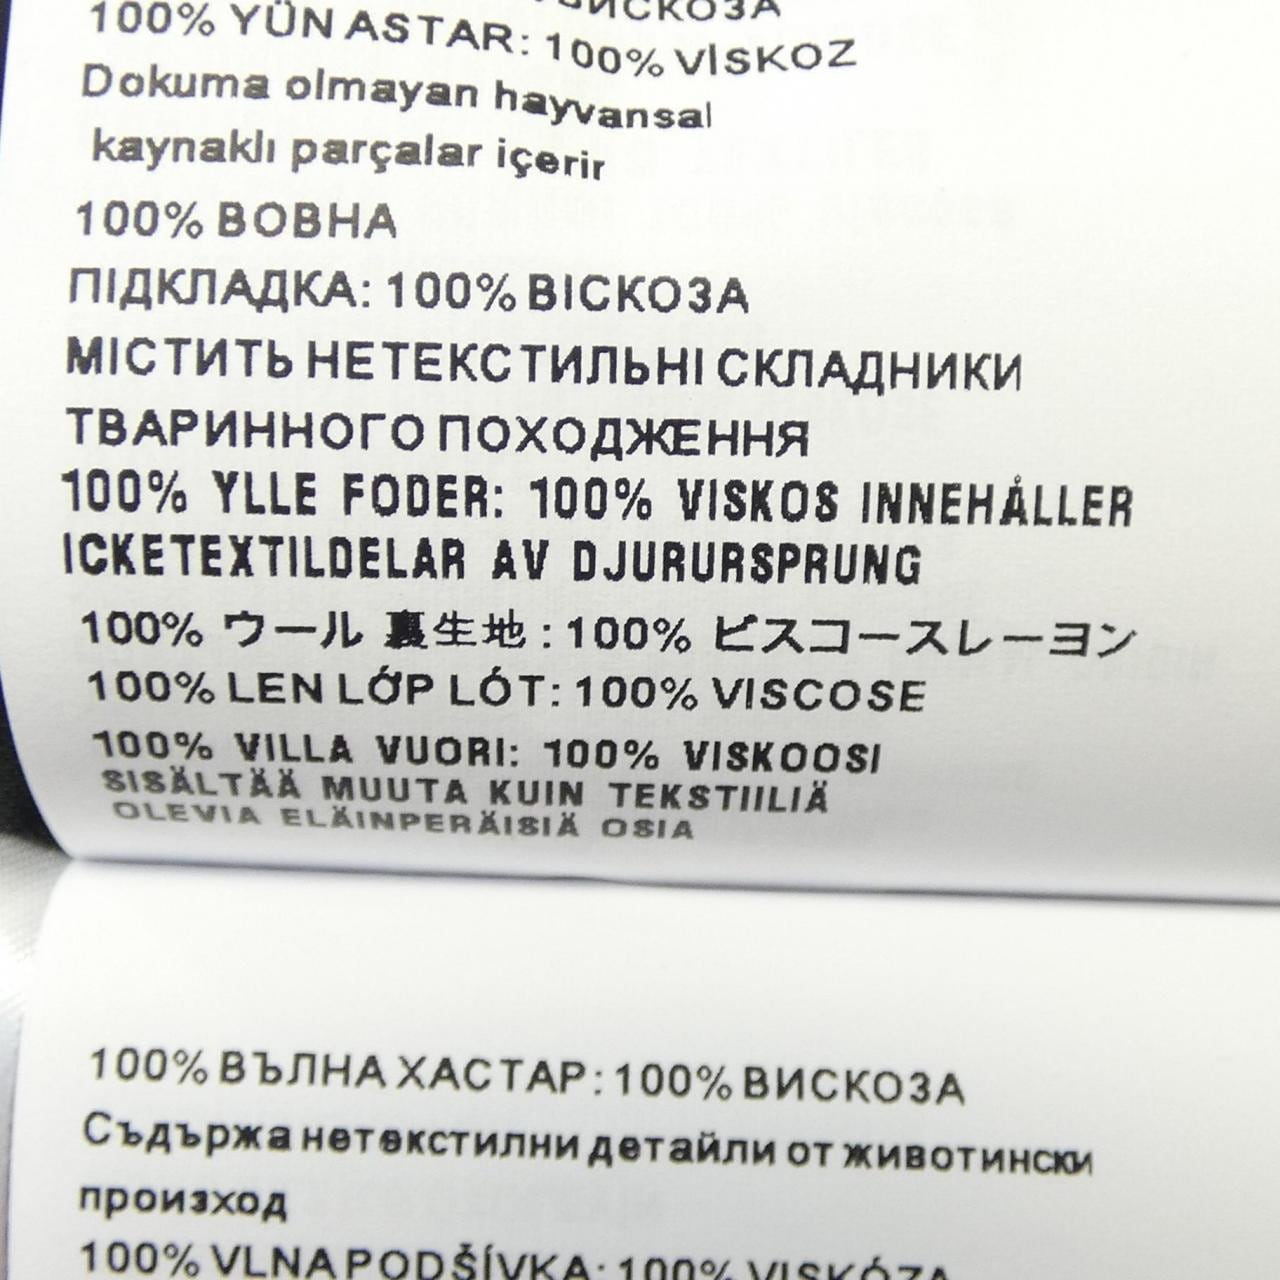 ВИСКОЗА
100% YÜN ASTAR: 100% VİSKOZ
Dokuma olmayan hayvansal
kaynaklı parçalar içerir
100% ВОВНА
ПІДКЛАДКА: 100% ВІСКОЗА
МІСТИТЬ НЕТЕКСТИЛЬНІ СКЛАДНИКИ
ТВАРИННОГО ПОХОДЖЕННЯ
100% YLLE FODER: 100% VISKOS INNEHÅLLER
ICKETEXTILDELAR AV DJURURSPRUNG
100% ウール 裏生地 : 100% ビスコースレーヨン
100% LEN LỚP LÓT: 100% VISCOSE
100% VILLA VUORI: 100% VISKOOSI
SISÄLTÄÄ MUUTA KUIN TEKSTIILIÄ
OLEVIA ELÄINPERÄISIÄ OSIA
100% ВЪЛНА ХАСТАР: 100% ВИСКОЗА
Съдържа нетекстилни детайли от животински
произход
100% VLNA PODŠÍVKA: 100% VISKÓZA